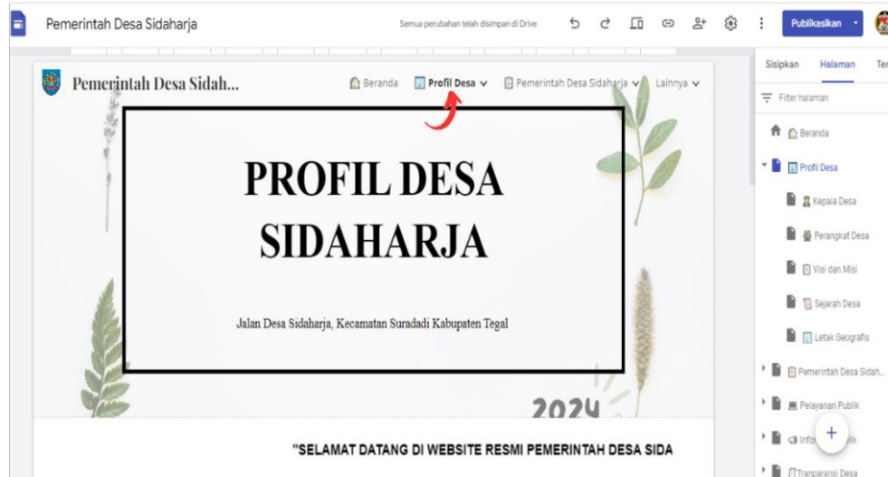 Pemerintah Desa Sidaharja
Semua perubahan telah disimpan di Drive
Publikasikan
Sisipkan Halaman
Pemerintah Desa Sidah...
Beranda Profil Desa Pemerintah Desa Sidaharja Lainnya
Filter halaman
Beranda
Profil Desa
Kepala Desa
Perangkat Desa
Visi dan Misi
Sejarah Desa
Letak Geografis
Pemerintah Desa Sidah...
Pelayanan Publik
Tranparansi Desa
PROFIL DESA
SIDAHARJA
Jalan Desa Sidaharja, Kecamatan Suradadi Kabupaten Tegal
2024
"SELAMAT DATANG DI WEBSITE RESMI PEMERINTAH DESA SIDA